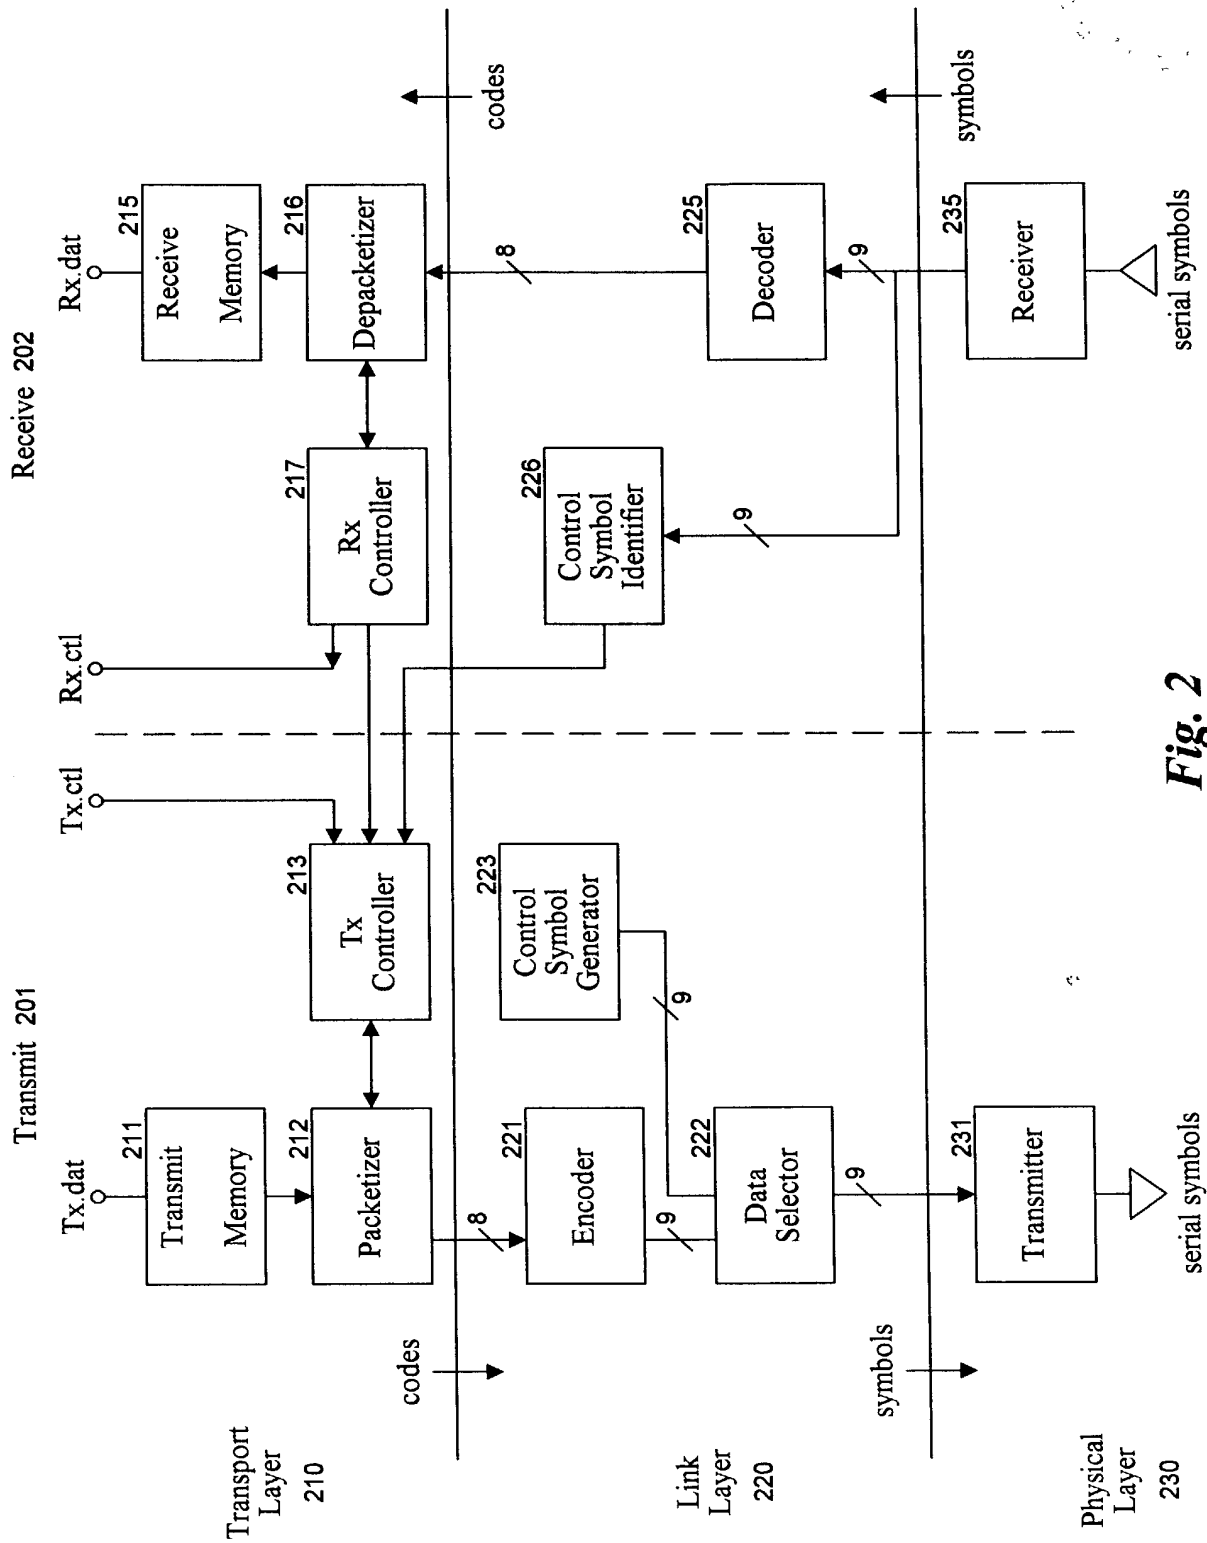 Transmit 201
Receive 202
Tx.dat
Tx.ctl
Rx.ctl
Rx.dat
Transport
Layer
210
211
Transmit
Memory
212
Packetizer
213
Tx
Controller
217
Rx
Controller
215
Receive
Memory
216
Depacketizer
codes
codes
8
8
Link
Layer
220
221
Encoder
9
222
Data
Selector
223
Control
Symbol
Generator
9
226
Control
Symbol
Identifier
9
225
Decoder
9
9
symbols
symbols
Physical
Layer
230
231
Transmitter
235
Receiver
serial symbols
serial symbols
Fig. 2